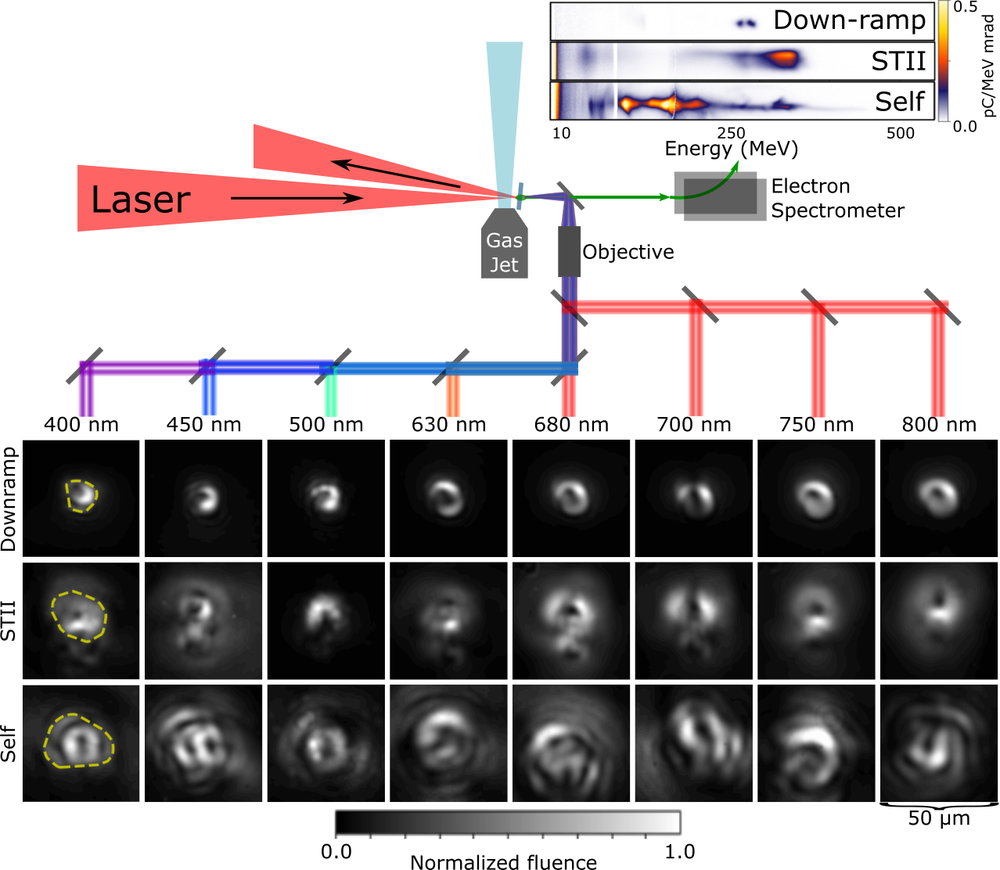 Down-ramp
STII
Self
0.5
0.0
pC/MeV mrad
10
250
500
Energy (MeV)
Laser
Gas
Jet
Objective
Electron
Spectrometer
400 nm
450 nm
500 nm
630 nm
680 nm
700 nm
750 nm
800 nm
Downramp
STII
Self
50 μm
0.0
1.0
Normalized fluence